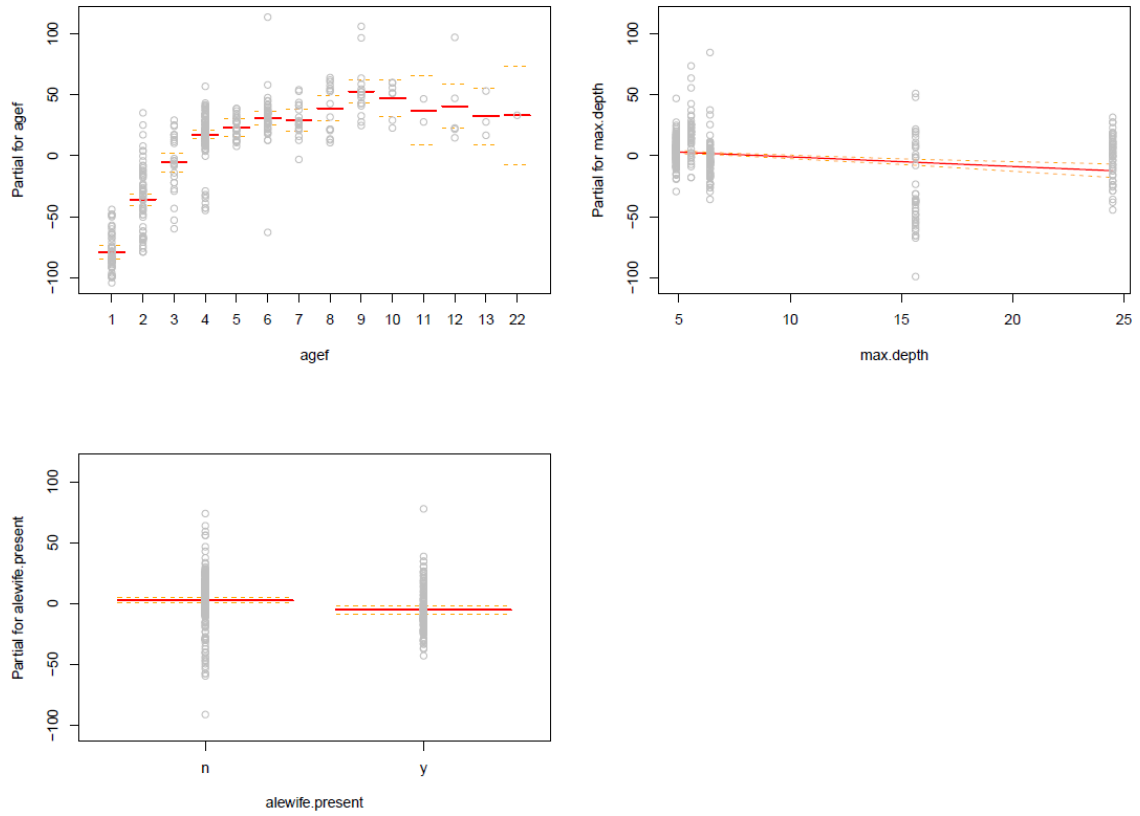 Partial for agef
100
50
0
−50
−100
1 2 3 4 5 6 7 8 9 10 11 12 13 22
agef
Partial for max.depth
100
50
0
−50
−100
5 10 15 20 25
max.depth
Partial for alewife.present
100
50
0
−50
−100
n y
alewife.present